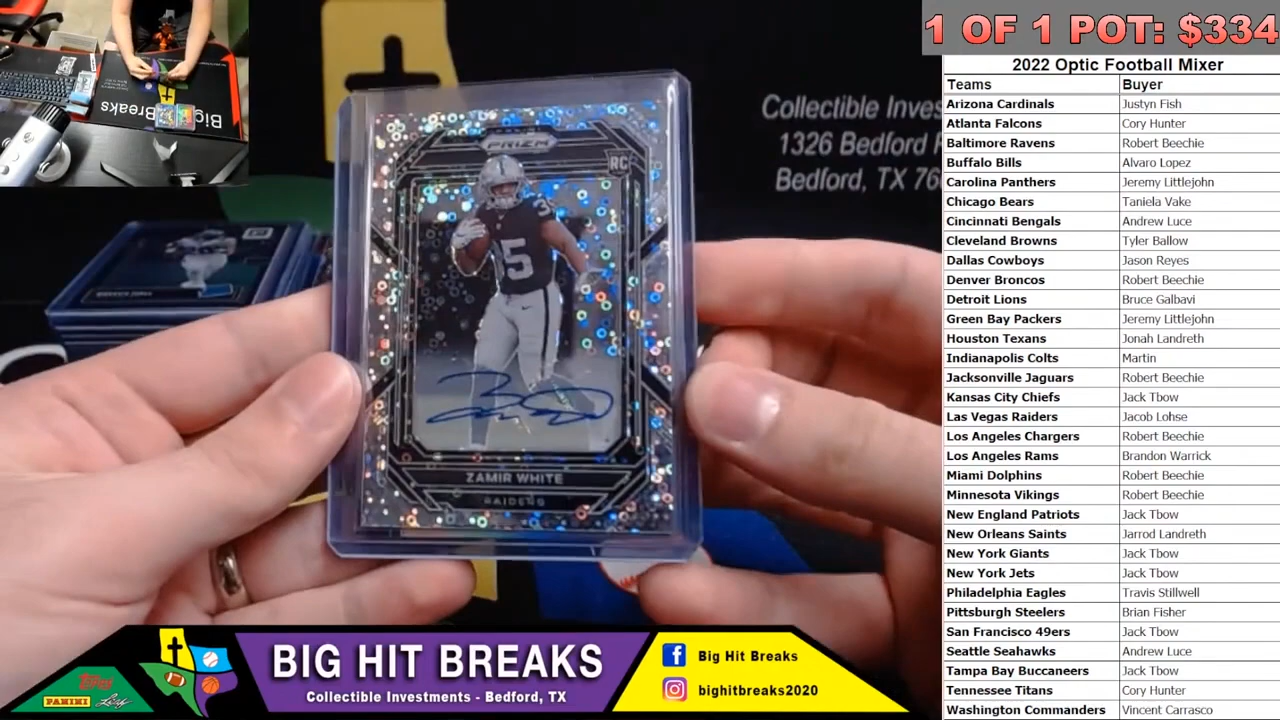 1 OF 1 POT: $334
2022 Optic Football Mixer
Teams Buyer
Arizona Cardinals Justyn Fish
Atlanta Falcons Cory Hunter
Baltimore Ravens Robert Beechie
Buffalo Bills Alvaro Lopez
Carolina Panthers Jeremy Littlejohn
Chicago Bears Taniela Vake
Cincinnati Bengals Andrew Luce
Cleveland Browns Tyler Ballow
Dallas Cowboys Jason Reyes
Denver Broncos Robert Beechie
Detroit Lions Bruce Galbavi
Green Bay Packers Jeremy Littlejohn
Houston Texans Jonah Landreth
Indianapolis Colts Martin
Jacksonville Jaguars Robert Beechie
Kansas City Chiefs Jack Tbow
Las Vegas Raiders Jacob Lohse
Los Angeles Chargers Robert Beechie
Los Angeles Rams Brandon Warrick
Miami Dolphins Robert Beechie
Minnesota Vikings Robert Beechie
New England Patriots Jack Tbow
New Orleans Saints Jarrod Landreth
New York Giants Jack Tbow
New York Jets Jack Tbow
Philadelphia Eagles Travis Stillwell
Pittsburgh Steelers Brian Fisher
San Francisco 49ers Jack Tbow
Seattle Seahawks Andrew Luce
Tampa Bay Buccaneers Jack Tbow
Tennessee Titans Cory Hunter
Washington Commanders Vincent Carrasco
Collectible Inves
1326 Bedford
Bedford, TX 76
Big Breaks
PRIZM
RC
35
ZAMIR WHITE
RAIDERS
BIG HIT BREAKS
Collectible Investments - Bedford, TX
Big Hit Breaks
bighitbreaks2020
Topps
PANINI
Leaf